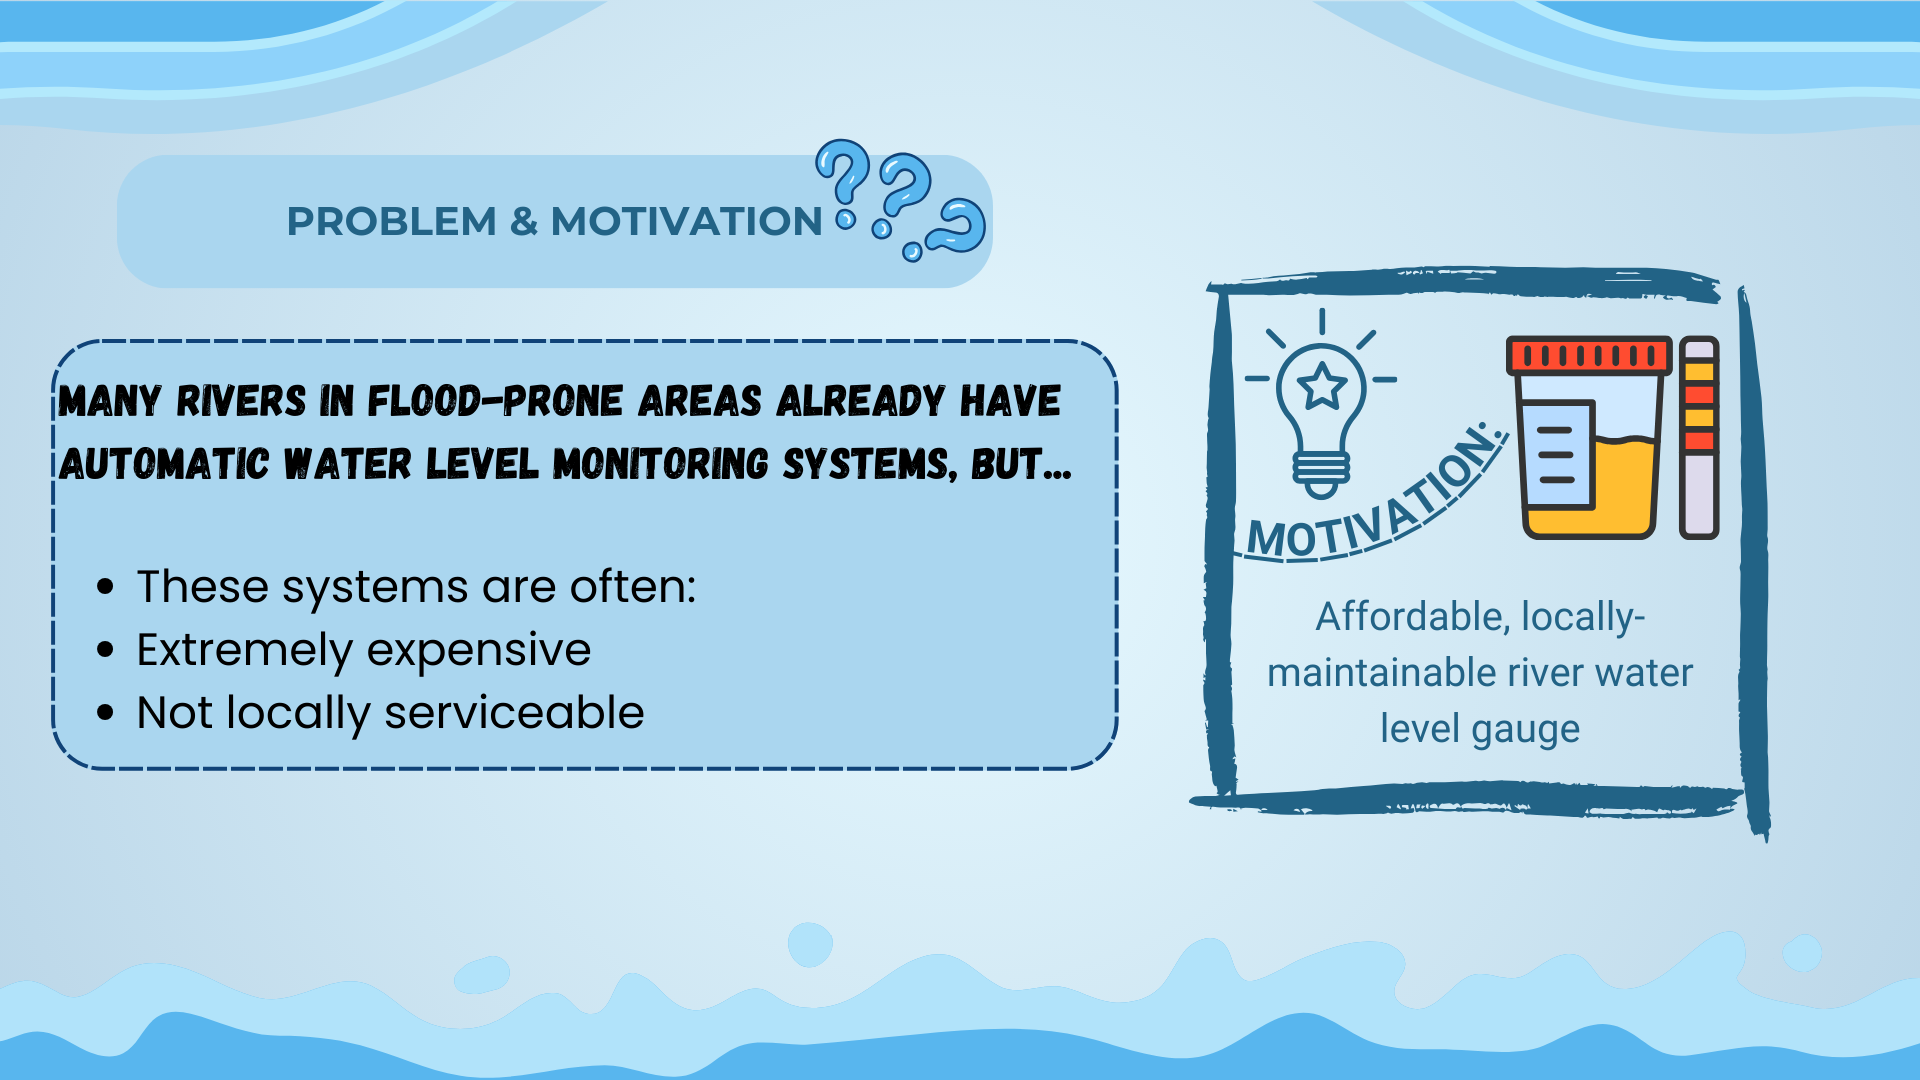 PROBLEM & MOTIVATION
MANY RIVERS IN FLOOD-PRONE AREAS ALREADY HAVE
AUTOMATIC WATER LEVEL MONITORING SYSTEMS, BUT...
• These systems are often:
• Extremely expensive
• Not locally serviceable
MOTIVATION:
Affordable, locally-
maintainable river water
level gauge